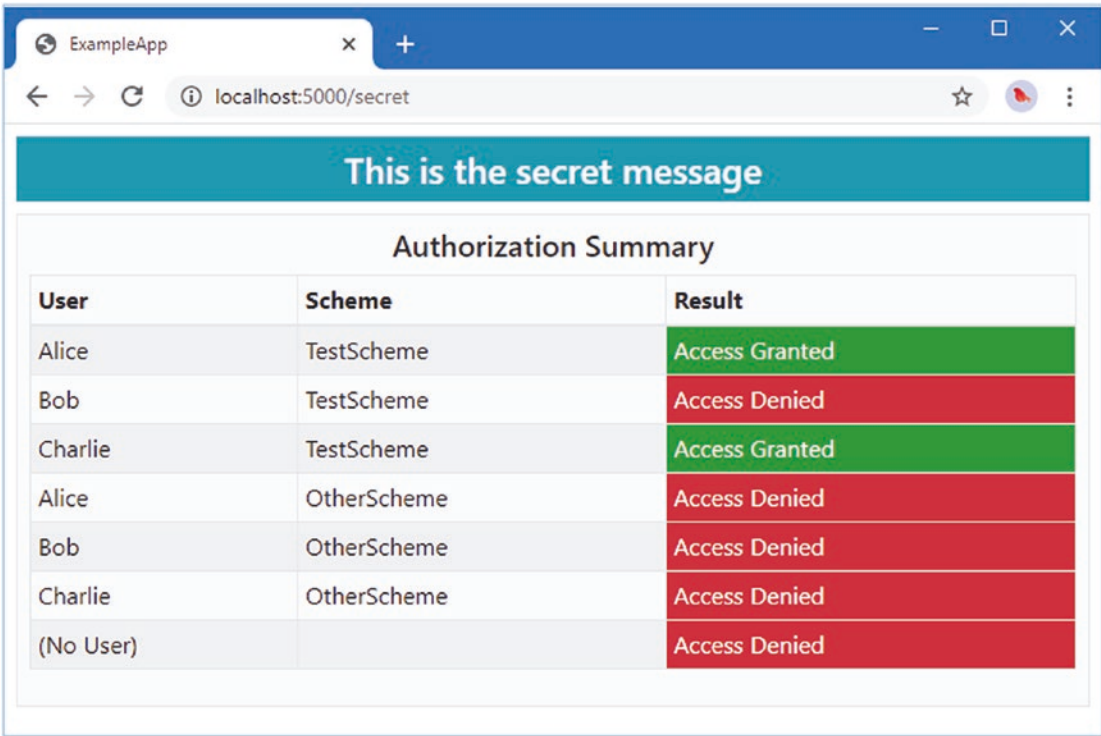 ExampleApp
localhost:5000/secret
This is the secret message
Authorization Summary
User Scheme Result
Alice TestScheme Access Granted
Bob TestScheme Access Denied
Charlie TestScheme Access Granted
Alice OtherScheme Access Denied
Bob OtherScheme Access Denied
Charlie OtherScheme Access Denied
(No User) Access Denied